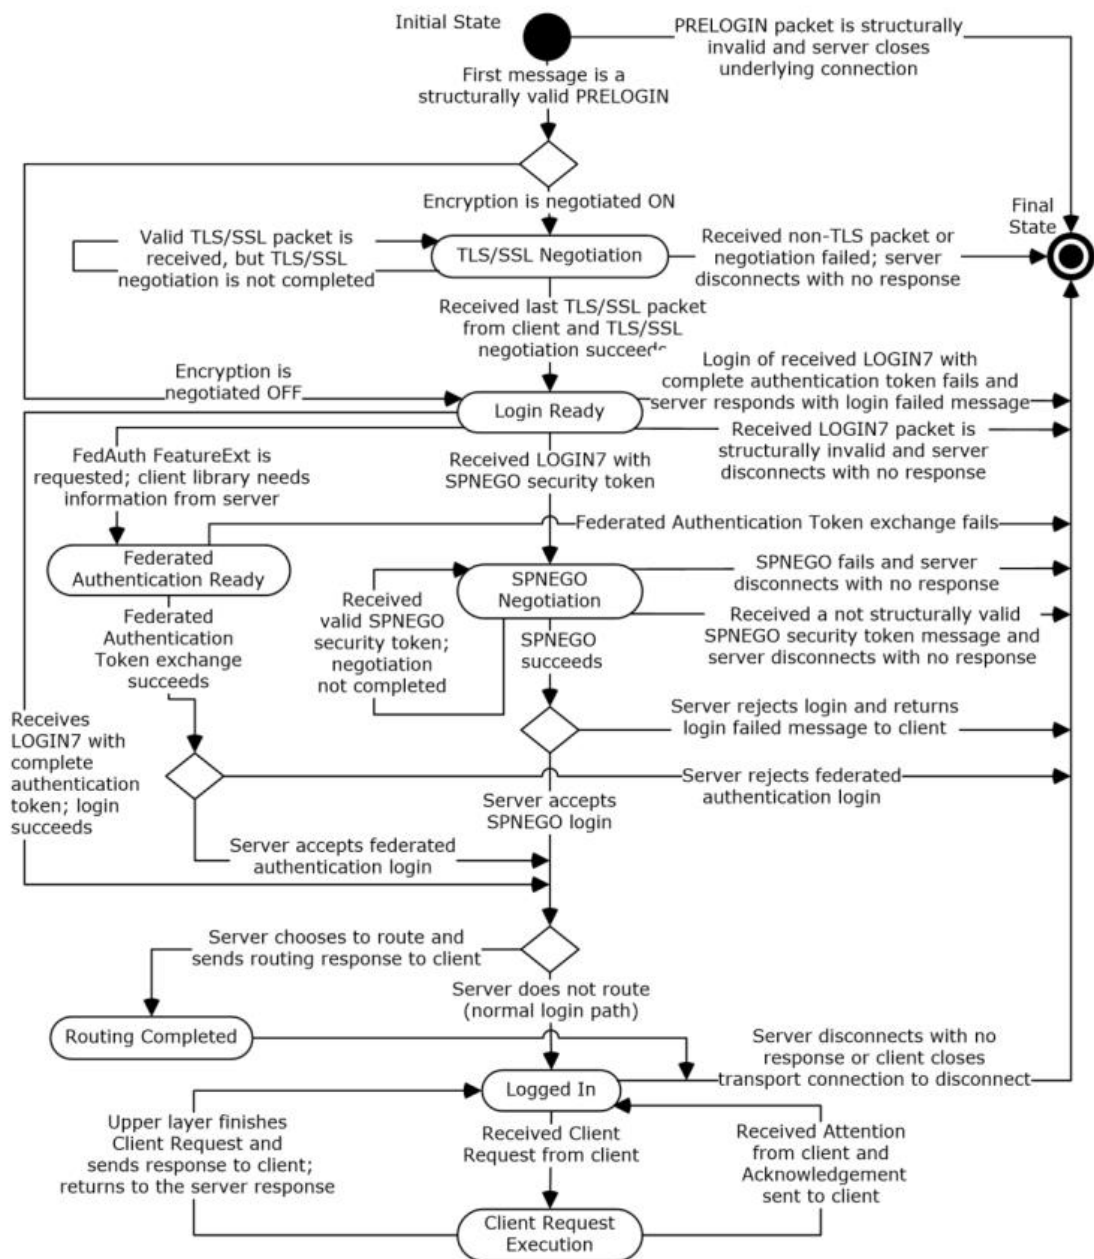 Initial State
PRELOGIN packet is structurally
invalid and server closes
underlying connection
First message is a
structurally valid PRELOGIN
Encryption is negotiated ON
Final
State
Valid TLS/SSL packet is
received, but TLS/SSL
negotiation is not completed
TLS/SSL Negotiation
Received non-TLS packet or
negotiation failed; server
disconnects with no response
Received last TLS/SSL packet
from client and TLS/SSL
negotiation succeeds
Encryption is
negotiated OFF
Login of received LOGIN7 with
complete authentication token fails and
server responds with login failed message
Login Ready
Received LOGIN7 packet is
structurally invalid and server
disconnects with no response
FedAuth FeatureExt is
requested; client library needs
information from server
Received LOGIN7 with
SPNEGO security token
Federated Authentication Token exchange fails
Federated
Authentication Ready
SPNEGO fails and server
disconnects with no response
SPNEGO
Negotiation
Received
valid SPNEGO
security token;
negotiation
not completed
Received a not structurally valid
SPNEGO security token message and
server disconnects with no response
Federated
Authentication
Token exchange
succeeds
SPNEGO
succeeds
Server rejects login and returns
login failed message to client
Receives
LOGIN7 with
complete
authentication
token; login
succeeds
Server rejects federated
authentication login
Server accepts
SPNEGO login
Server accepts federated
authentication login
Server chooses to route and
sends routing response to client
Server does not route
(normal login path)
Routing Completed
Server disconnects with no
response or client closes
transport connection to disconnect
Logged In
Upper layer finishes
Client Request and
sends response to client;
returns to the server response
Received Client
Request from client
Received Attention
from client and
Acknowledgement
sent to client
Client Request
Execution